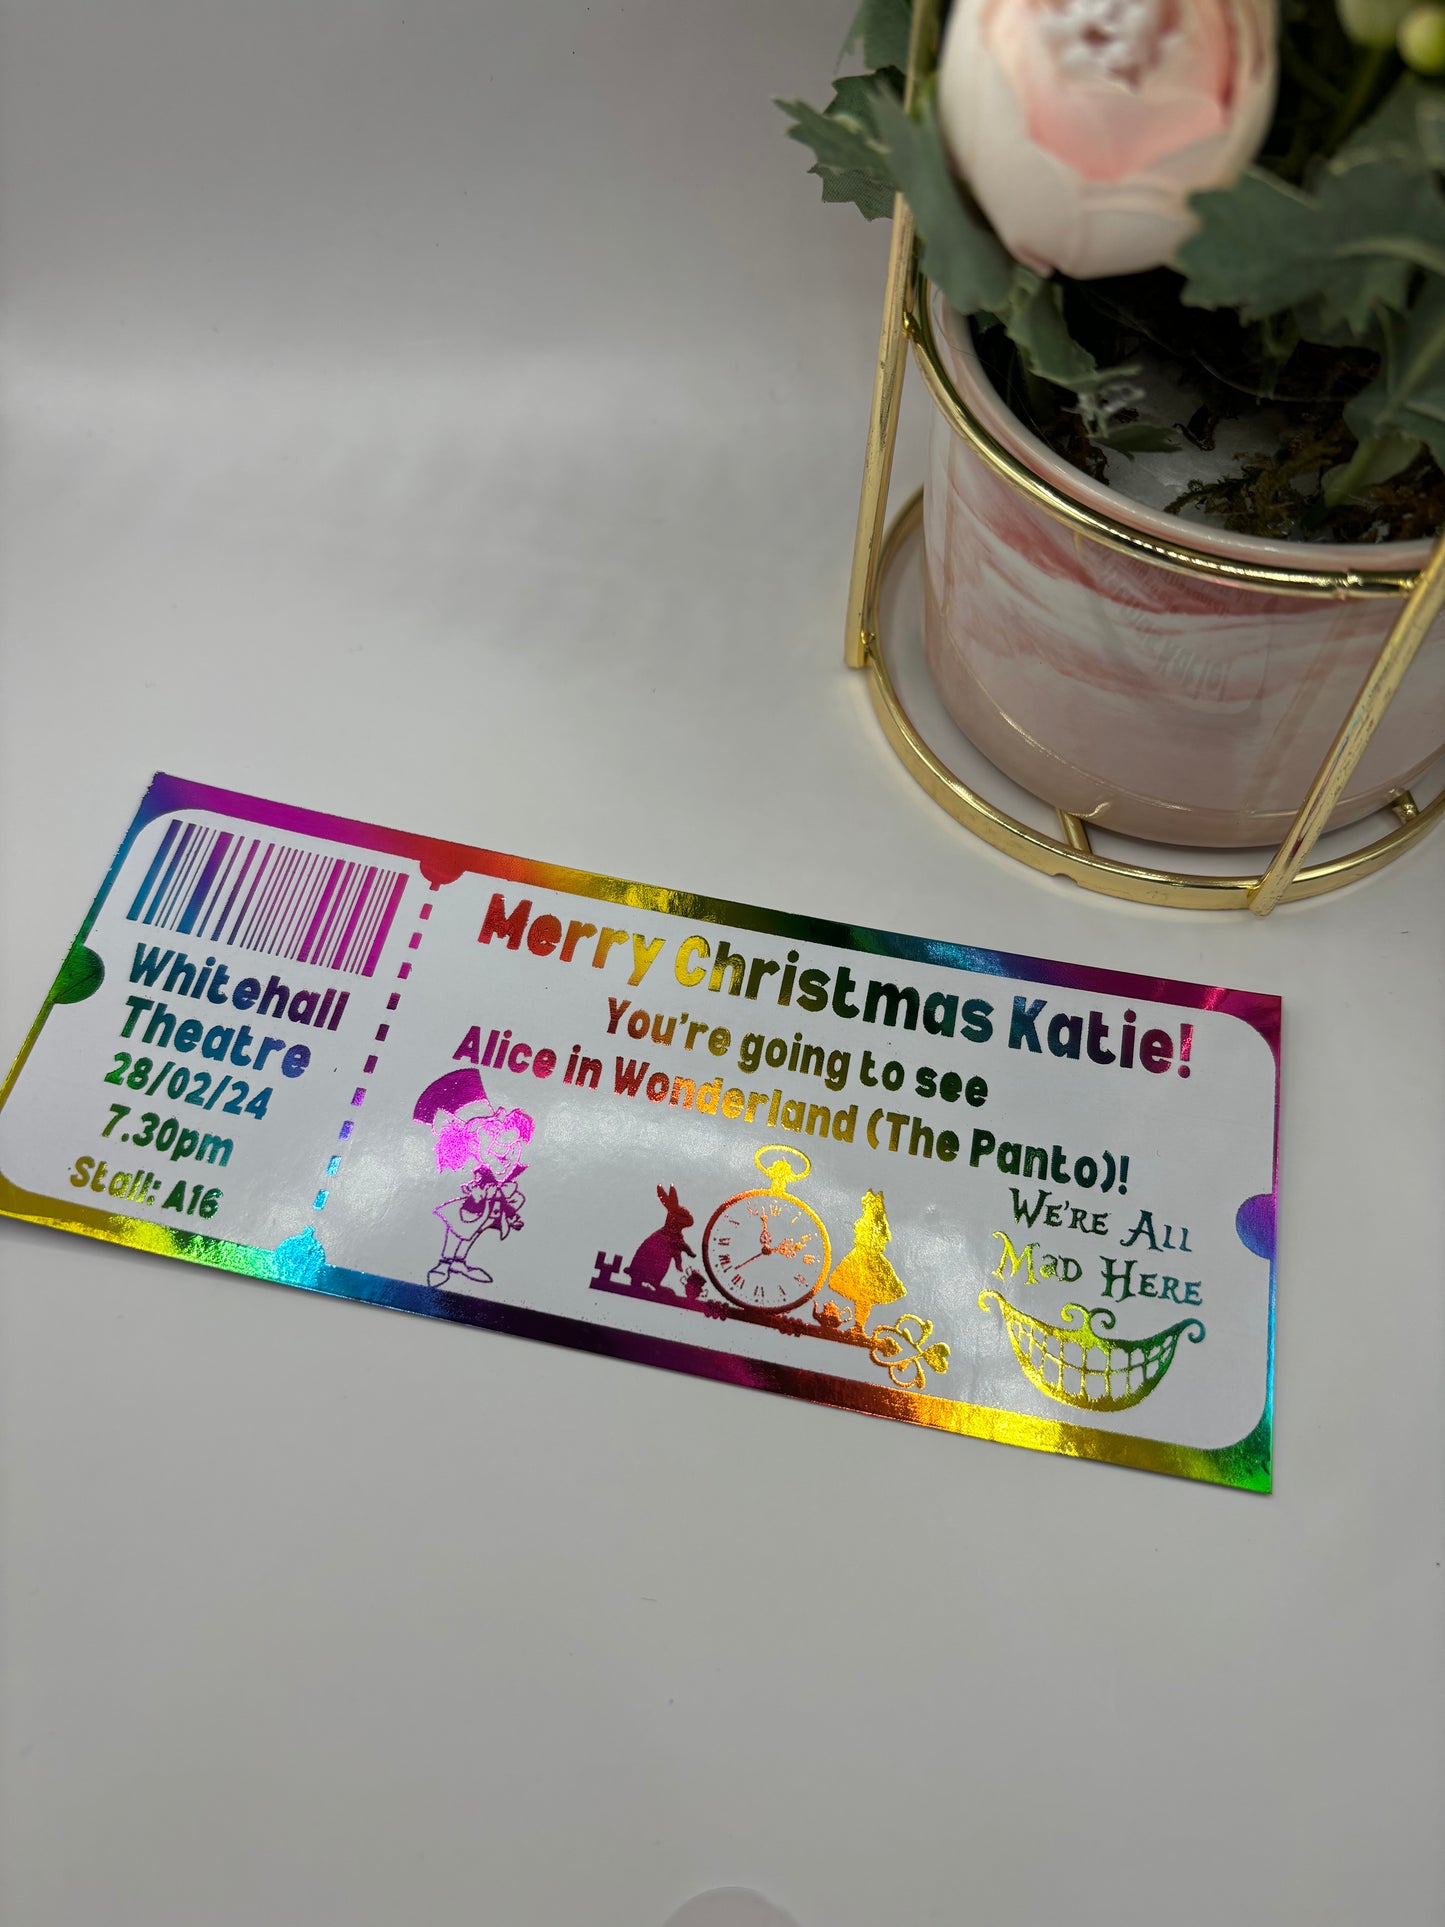 Whitehall
Theatre
28/02/24
7.30pm
Stall: A16
Merry Christmas Katie!
You're going to see
Alice in Wonderland (The Panto)!
We're All
Mad Here